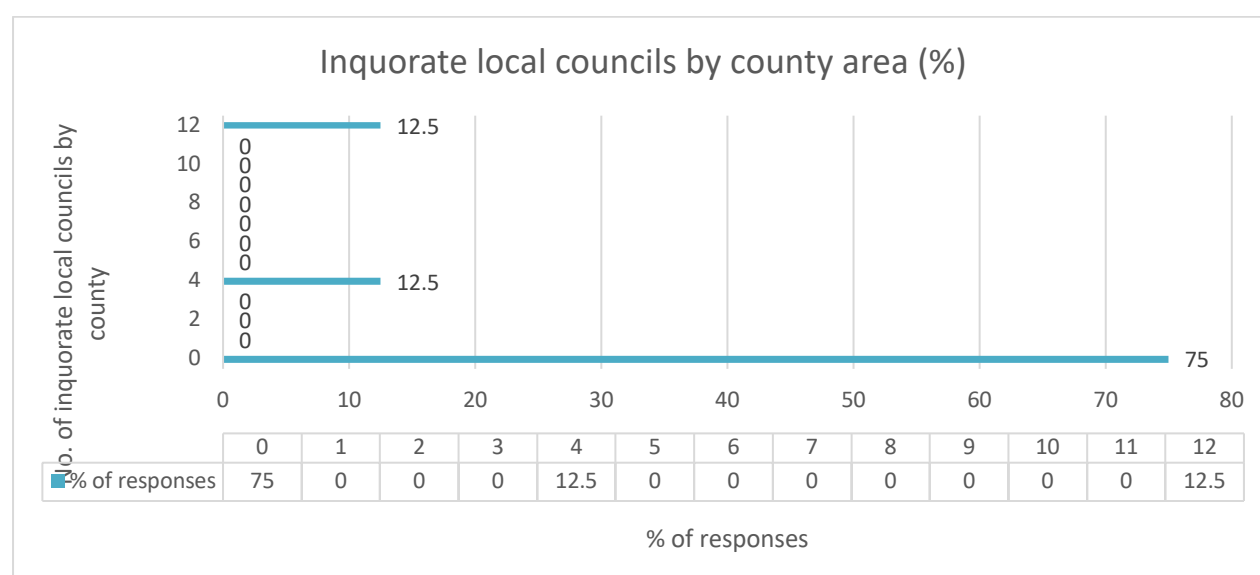 Inquorate local councils by county area (%)
No. of inquorate local councils by
county
12 12.5
0
10 0
0
8 0
0
6 0
0
4 12.5
0
2 0
0
0 75
0 10 20 30 40 50 60 70 80
0 1 2 3 4 5 6 7 8 9 10 11 12
% of responses 75 0 0 0 12.5 0 0 0 0 0 0 0 12.5
% of responses